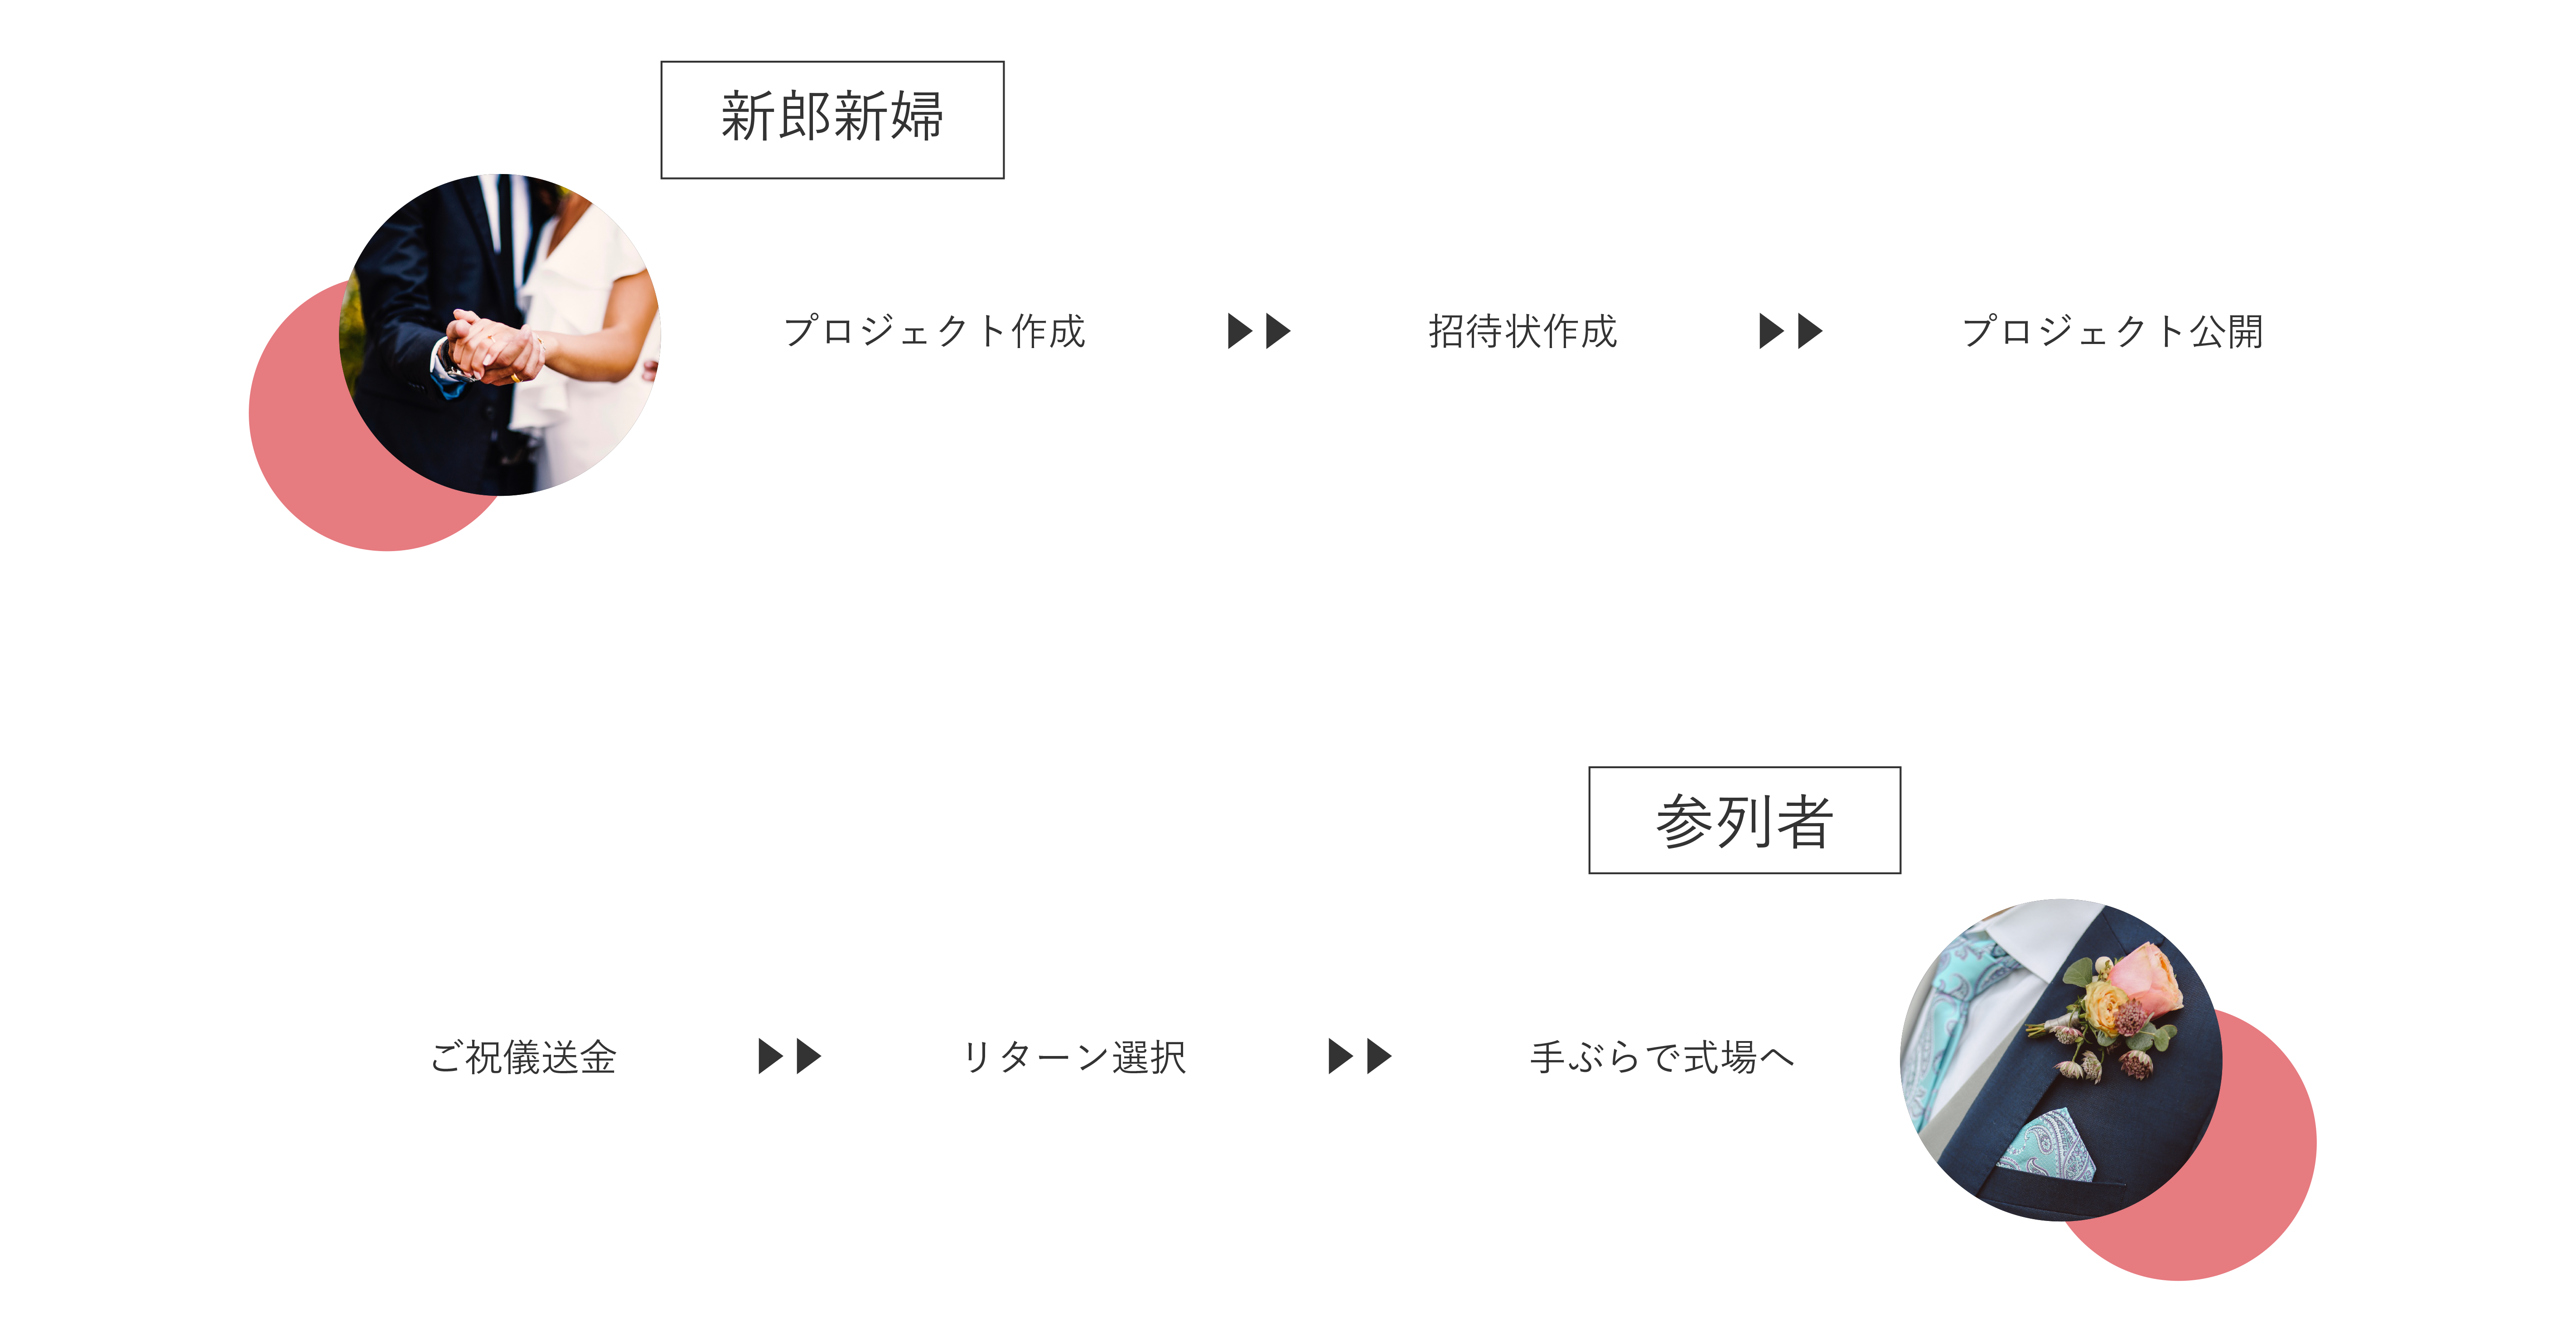 新郎新婦
プロジェクト作成
招待状作成
プロジェクト公開
参列者
ご祝儀送金
リターン選択
手ぶらで式場へ